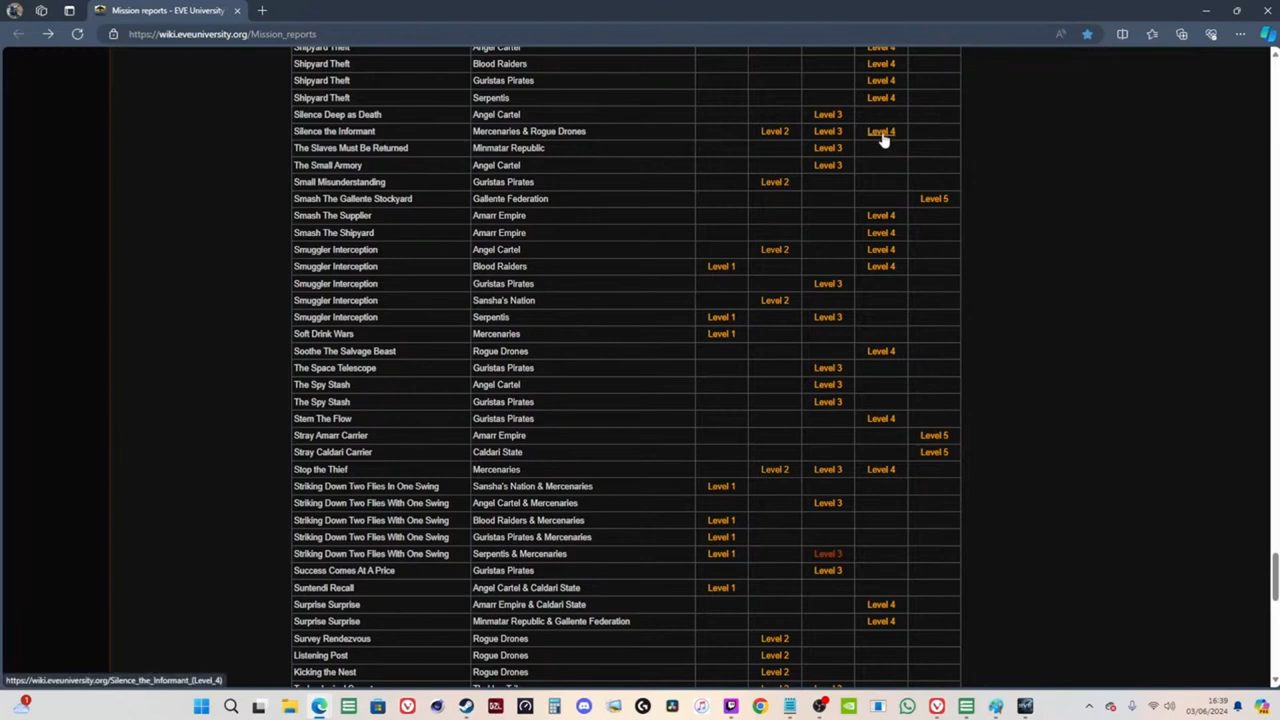 Mission reports - EVE University
https://wiki.eveuniversity.org/Mission_reports
Shipyard Theft Angel Cartel Level 4
Shipyard Theft Blood Raiders Level 4
Shipyard Theft Guristas Pirates Level 4
Shipyard Theft Serpentis Level 4
Silence Deep as Death Angel Cartel Level 3
Silence the Informant Mercenaries & Rogue Drones Level 2 Level 3 Level 4
The Slaves Must Be Returned Minmatar Republic Level 3
The Small Armory Angel Cartel Level 3
Small Misunderstanding Guristas Pirates Level 2
Smash The Gallente Stockyard Gallente Federation Level 5
Smash The Supplier Amarr Empire Level 4
Smash The Shipyard Amarr Empire Level 4
Smuggler Interception Angel Cartel Level 2 Level 4
Smuggler Interception Blood Raiders Level 1 Level 4
Smuggler Interception Guristas Pirates Level 3
Smuggler Interception Sansha's Nation Level 2
Smuggler Interception Serpentis Level 1 Level 3
Soft Drink Wars Mercenaries Level 1
Soothe The Salvage Beast Rogue Drones Level 4
The Space Telescope Guristas Pirates Level 3
The Spy Stash Angel Cartel Level 3
The Spy Stash Guristas Pirates Level 3
Stem The Flow Guristas Pirates Level 4
Stray Amarr Carrier Amarr Empire Level 5
Stray Caldari Carrier Caldari State Level 5
Stop the Thief Mercenaries Level 2 Level 3 Level 4
Striking Down Two Flies In One Swing Sansha's Nation & Mercenaries Level 1
Striking Down Two Flies With One Swing Angel Cartel & Mercenaries Level 3
Striking Down Two Flies With One Swing Blood Raiders & Mercenaries Level 1
Striking Down Two Flies With One Swing Guristas Pirates & Mercenaries Level 1
Striking Down Two Flies With One Swing Serpentis & Mercenaries Level 1 Level 3
Success Comes At A Price Guristas Pirates Level 3
Suntendi Recall Angel Cartel & Caldari State Level 1
Surprise Surprise Amarr Empire & Caldari State Level 4
Surprise Surprise Minmatar Republic & Gallente Federation Level 4
Survey Rendezvous Rogue Drones Level 2
Listening Post Rogue Drones Level 2
Kicking the Nest Rogue Drones Level 2
https://wiki.eveuniversity.org/Silence_the_Informant_(Level_4)
16:39
03/06/2024